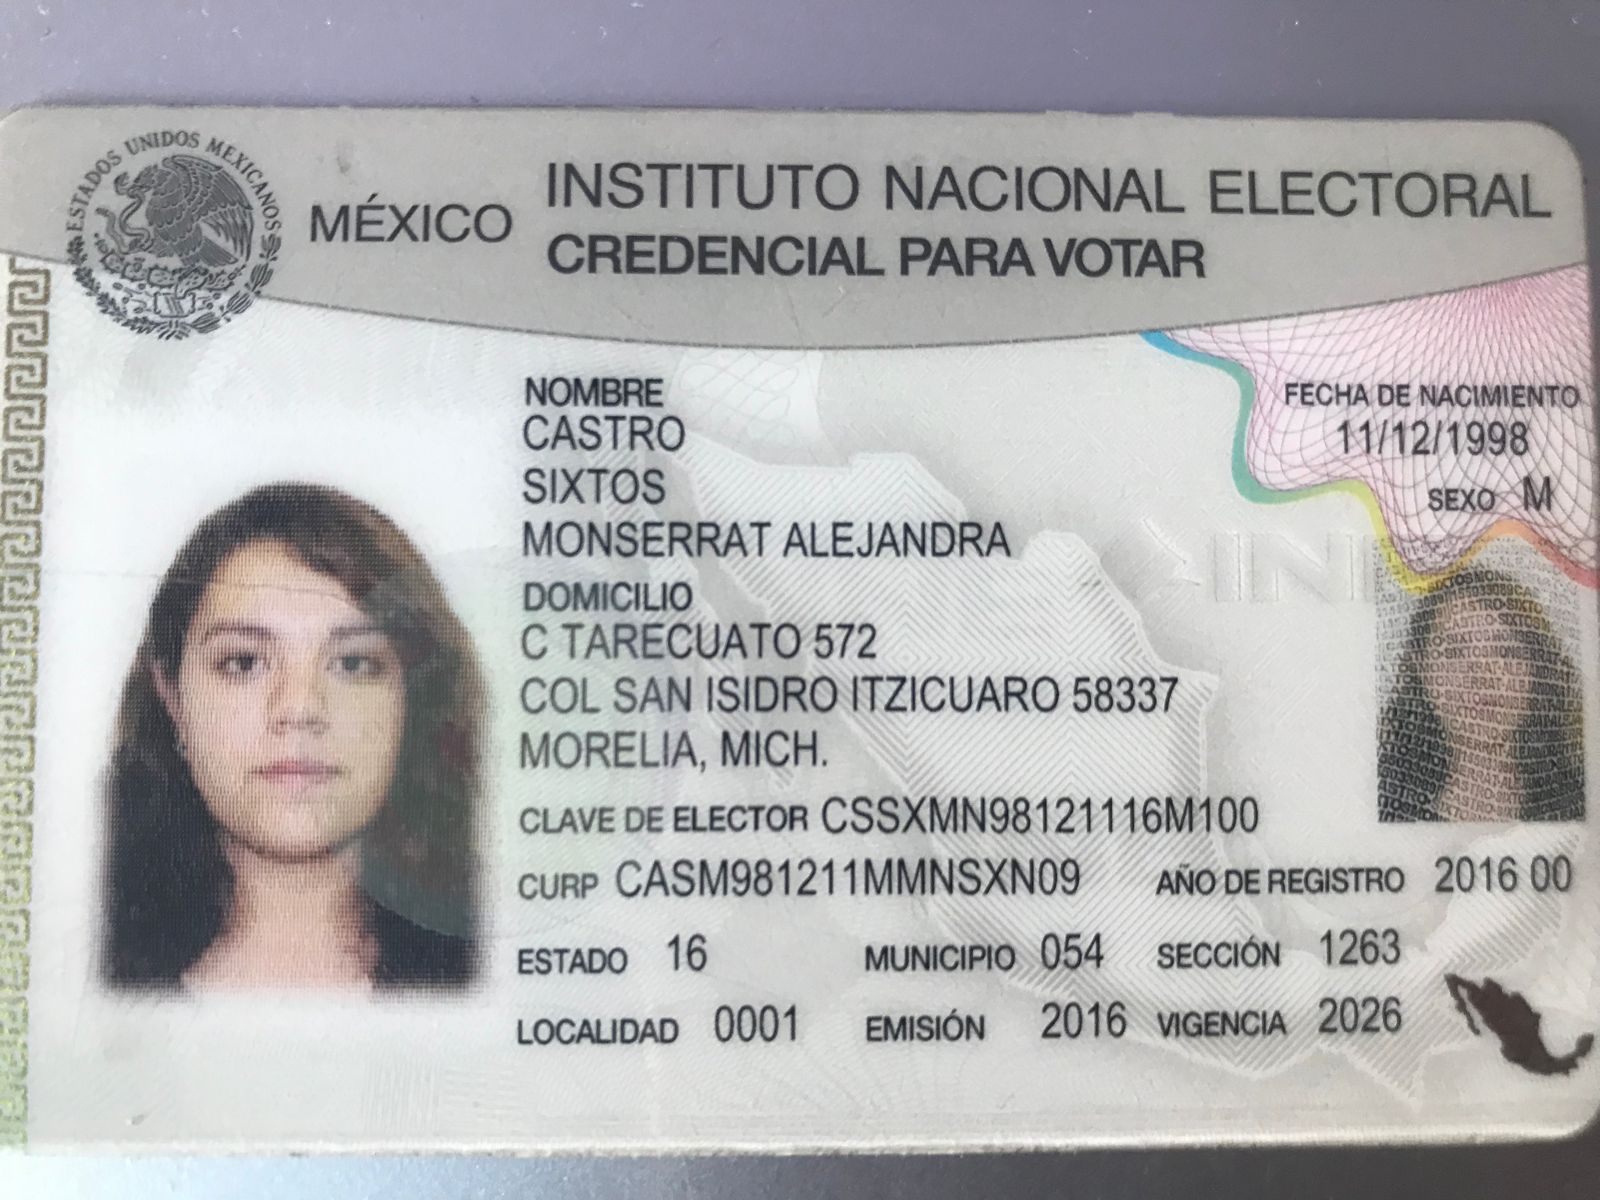 ESTADOS UNIDOS MEXICANOS
MÉXICO
INSTITUTO NACIONAL ELECTORAL
CREDENCIAL PARA VOTAR
NOMBRE
CASTRO
SIXTOS
MONSERRAT ALEJANDRA
FECHA DE NACIMIENTO
11/12/1998
SEXO M
DOMICILIO
C TARECUATO 572
COL SAN ISIDRO ITZICUARO 58337
MORELIA, MICH.
CLAVE DE ELECTOR CSSXMN98121116M100
CURP CASM981211MMNSXN09 AÑO DE REGISTRO 2016 00
ESTADO 16 MUNICIPIO 054 SECCIÓN 1263
LOCALIDAD 0001 EMISIÓN 2016 VIGENCIA 2026